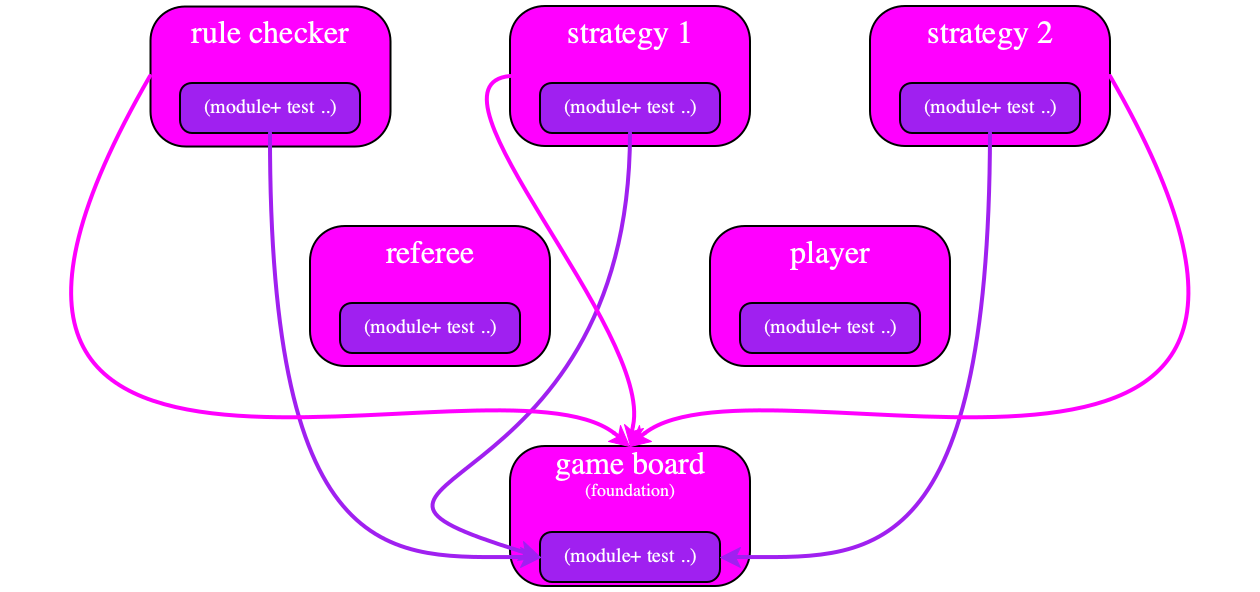 rule checker
(module+ test ..)
strategy 1
(module+ test ..)
strategy 2
(module+ test ..)
referee
(module+ test ..)
player
(module+ test ..)
game board
(foundation)
(module+ test ..)